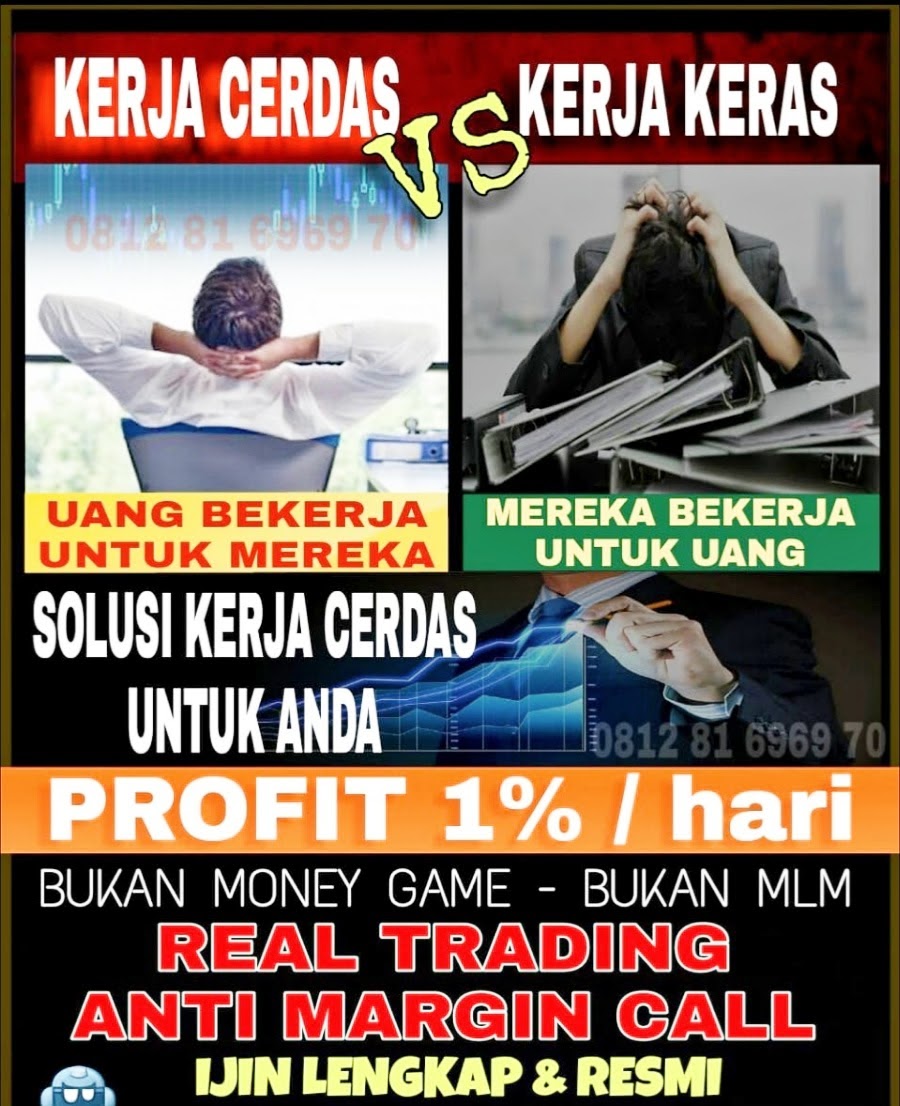 KERJA CERDAS VS KERJA KERAS
0812 81 6969 70
UANG BEKERJA
UNTUK MEREKA
MEREKA BEKERJA
UNTUK UANG
SOLUSI KERJA CERDAS
UNTUK ANDA
0812 81 6969 70
PROFIT 1% / hari
BUKAN MONEY GAME - BUKAN MLM
REAL TRADING
ANTI MARGIN CALL
IJIN LENGKAP & RESMI